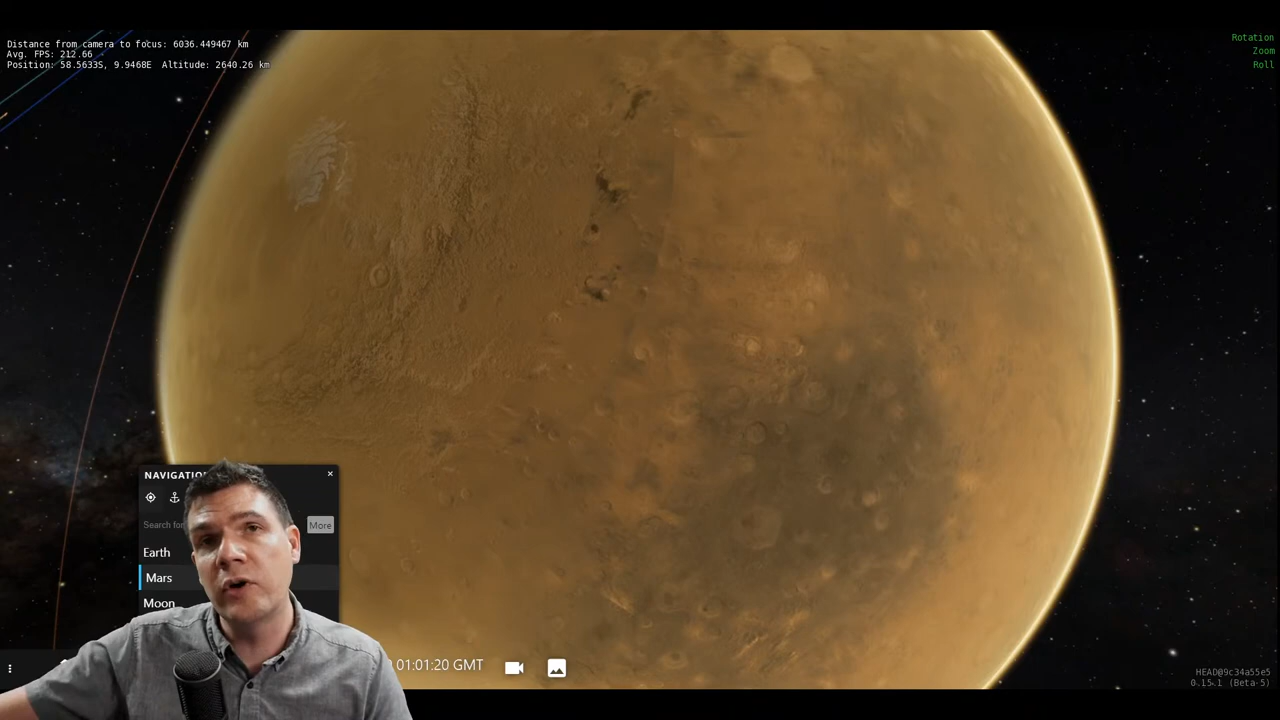 Distance from camera to focus: 6036.449467 km
Avg. FPS: 212.66
Position: 58.5633S, 9.9468E Altitude: 2640.26 km
Rotation
Zoom
Roll
NAVIGATIO
Search for
More
Earth
Mars
Moon
01:01:20 GMT
HEAD@9c34a55e5
0.15.1 (Beta-5)